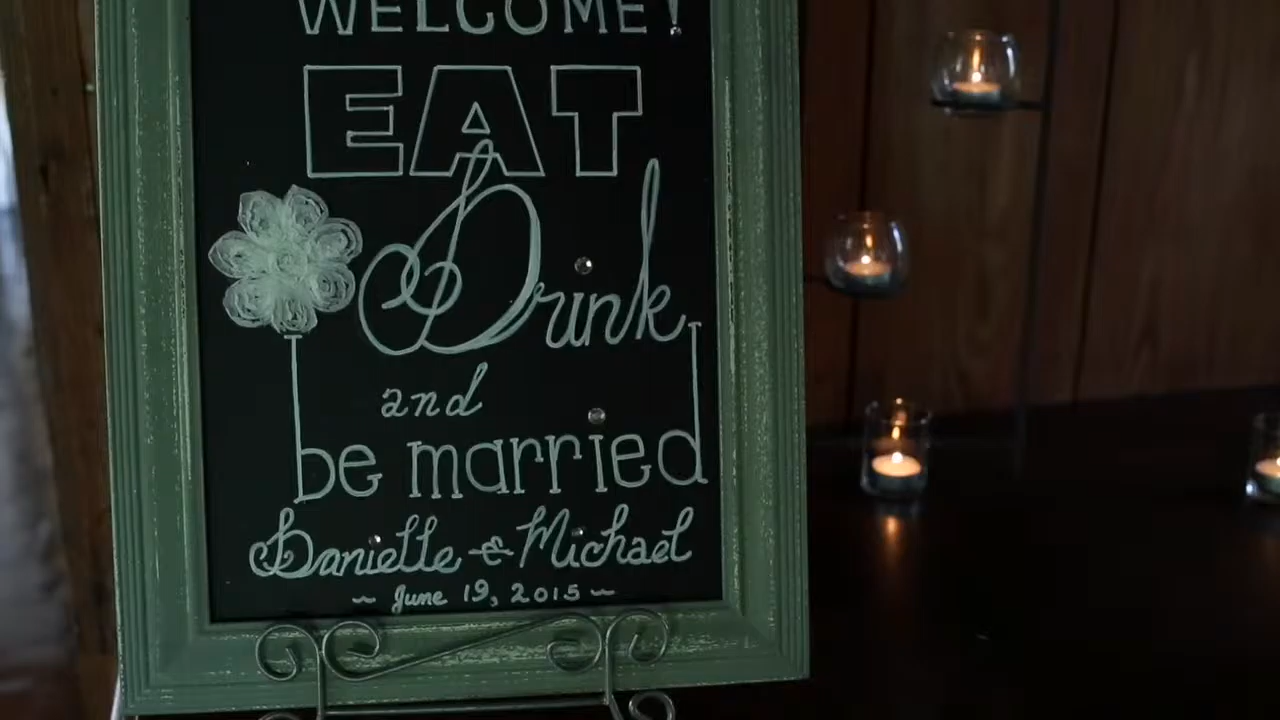 WELCOME!
EAT
Drink
and
be married
Danielle & Michael
~ June 19, 2015 ~